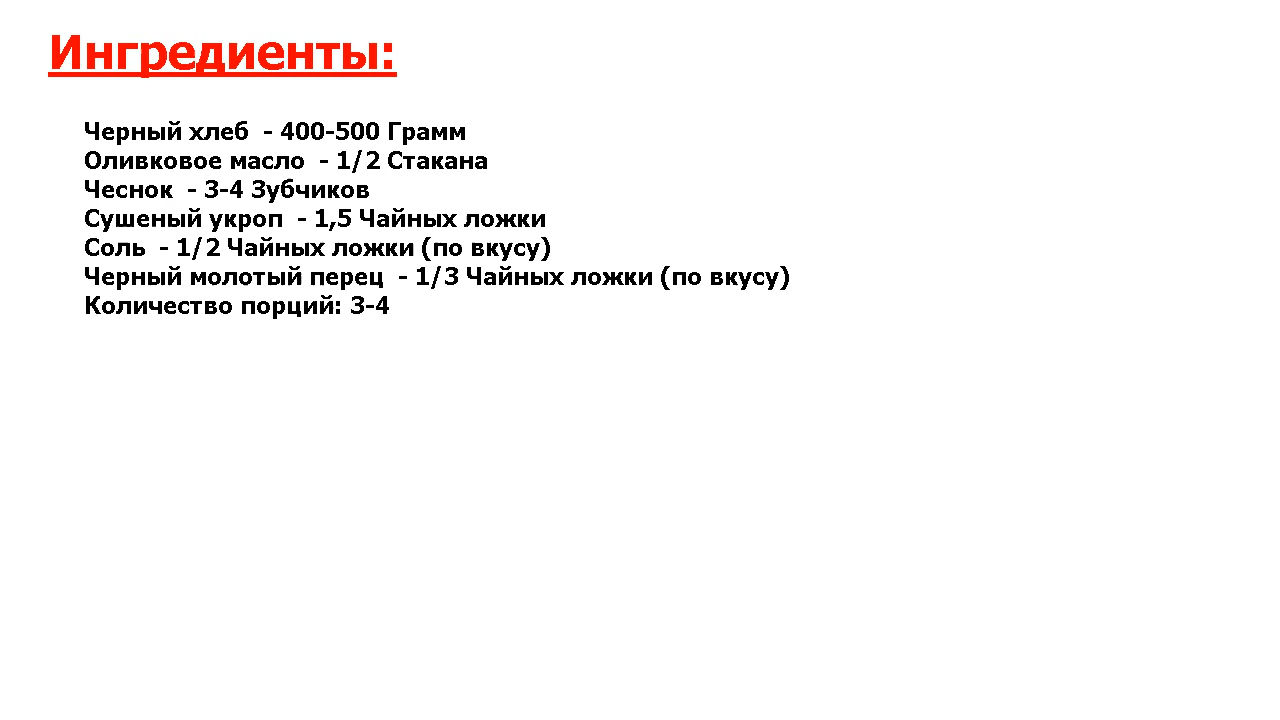 Ингредиенты:
Черный хлеб  - 400-500 Грамм
Оливковое масло  - 1/2 Стакана
Чеснок  - 3-4 Зубчиков
Сушеный укроп  - 1,5 Чайных ложки
Соль  - 1/2 Чайных ложки (по вкусу)
Черный молотый перец  - 1/3 Чайных ложки (по вкусу)
Количество порций: 3-4